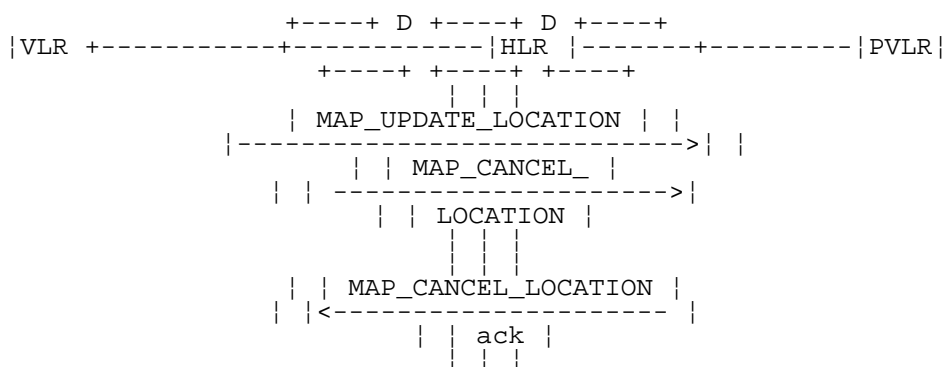 +----+ D +----+ D +----+
¦VLR +-----------+------------¦HLR ¦-------+---------¦PVLR¦
+----+ +----+ +----+
¦ ¦ ¦
¦ MAP_UPDATE_LOCATION ¦ ¦
¦---------------------------->¦ ¦
¦ ¦ MAP_CANCEL_ ¦
¦ ¦ --------------------->¦
¦ ¦ LOCATION ¦
¦ ¦ ¦
¦ ¦ ¦
¦ ¦ MAP_CANCEL_LOCATION ¦
¦ ¦<--------------------- ¦
¦ ¦ ack ¦
¦ ¦ ¦